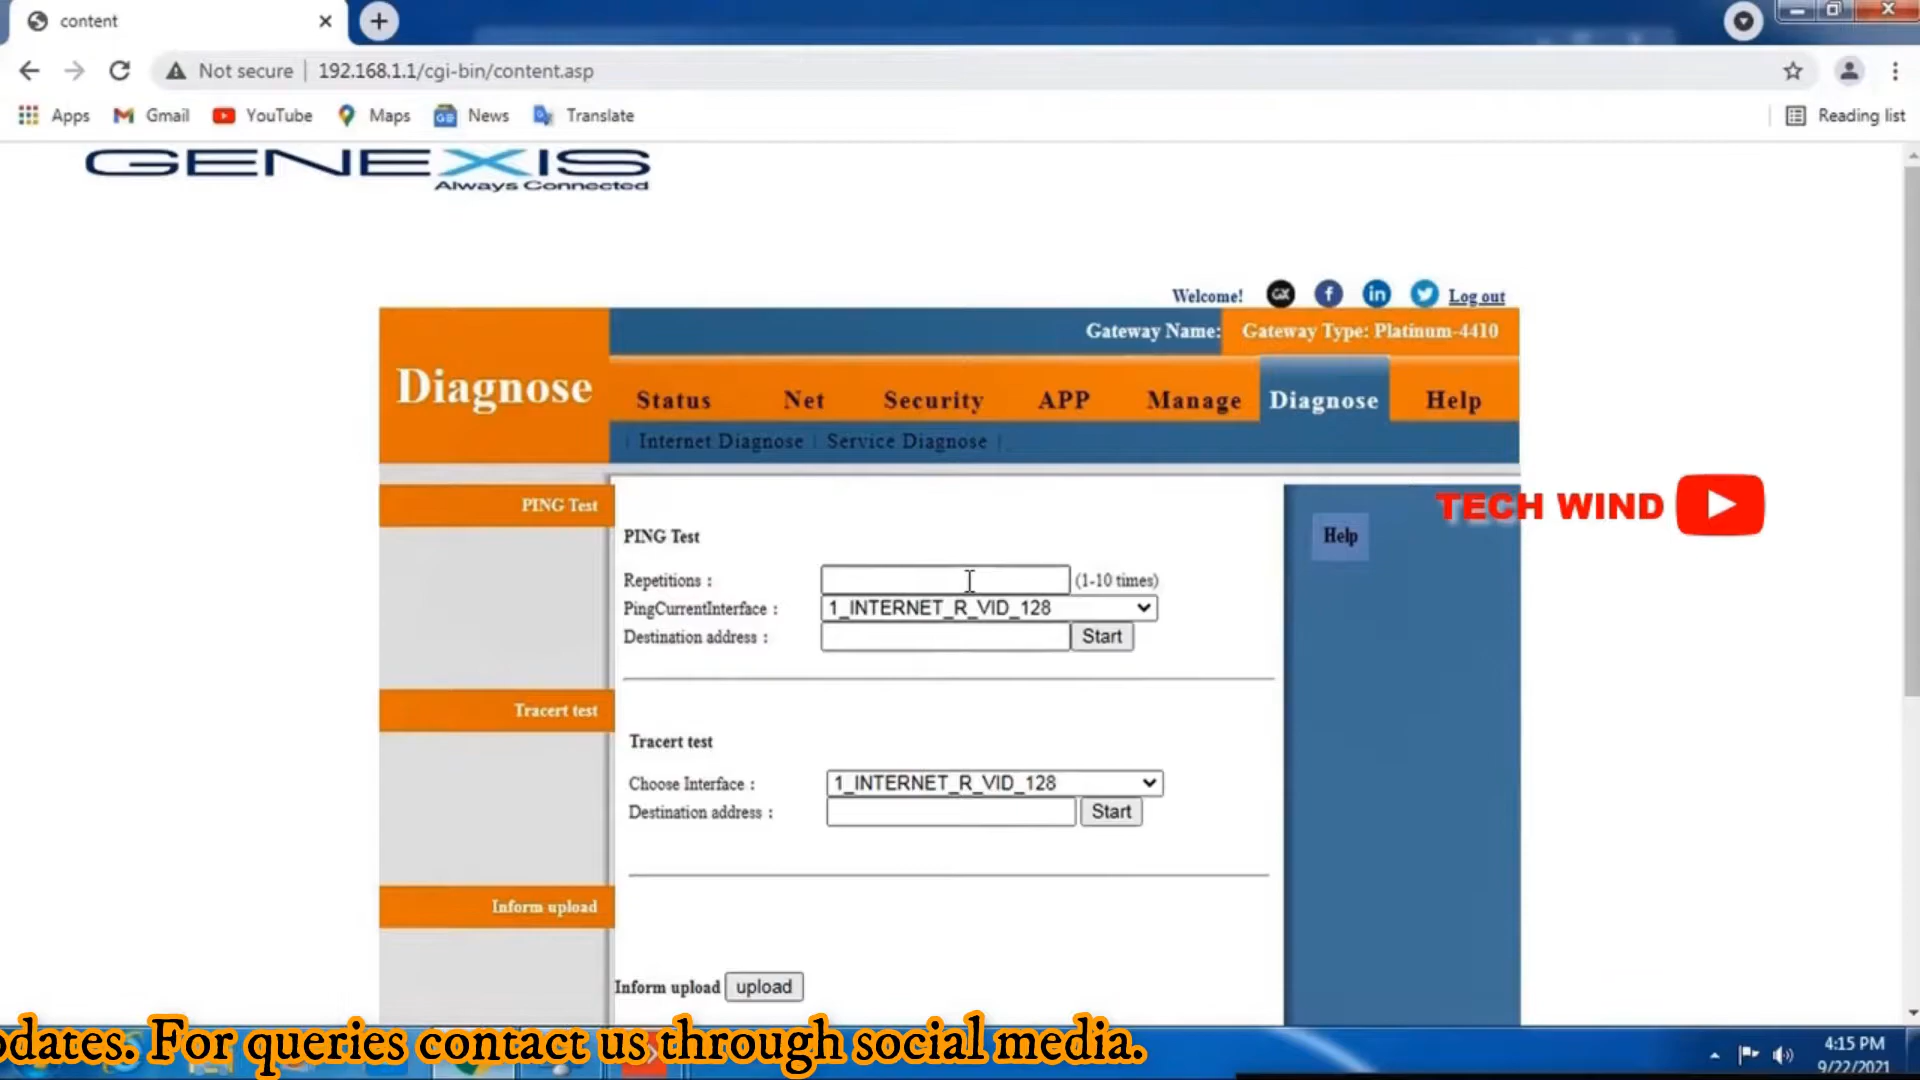 content
Not secure
192.168.1.1/cgi-bin/content.asp
Apps
Gmail
YouTube
Maps
News
Translate
Reading list
GENEXIS
Always Connected
Welcome!
GX
Log out
Gateway Name:
Gateway Type: Platinum-4410
Diagnose
Status
Net
Security
APP
Manage
Diagnose
Help
Internet Diagnose
Service Diagnose
PING Test
PING Test
Repetitions :
(1-10 times)
PingCurrentInterface :
1_INTERNET_R_VID_128
Destination address :
Start
Help
TECH WIND
Tracert test
Tracert test
Choose Interface :
1_INTERNET_R_VID_128
Destination address :
Start
Inform upload
Inform upload
upload
For queries contact us through social media.
4:15 PM
9/22/2021